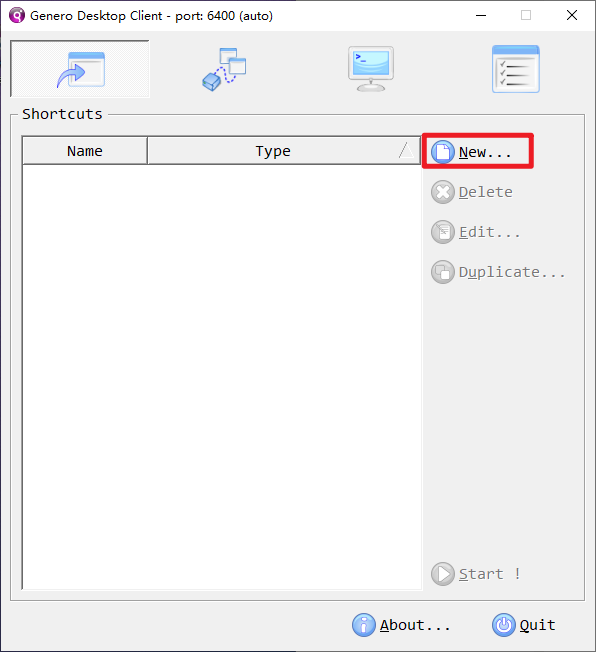 Genero Desktop Client - port: 6400 (auto)
>_
Shortcuts
Name Type
New...
Delete
Edit...
Duplicate...
Start !
About... Quit